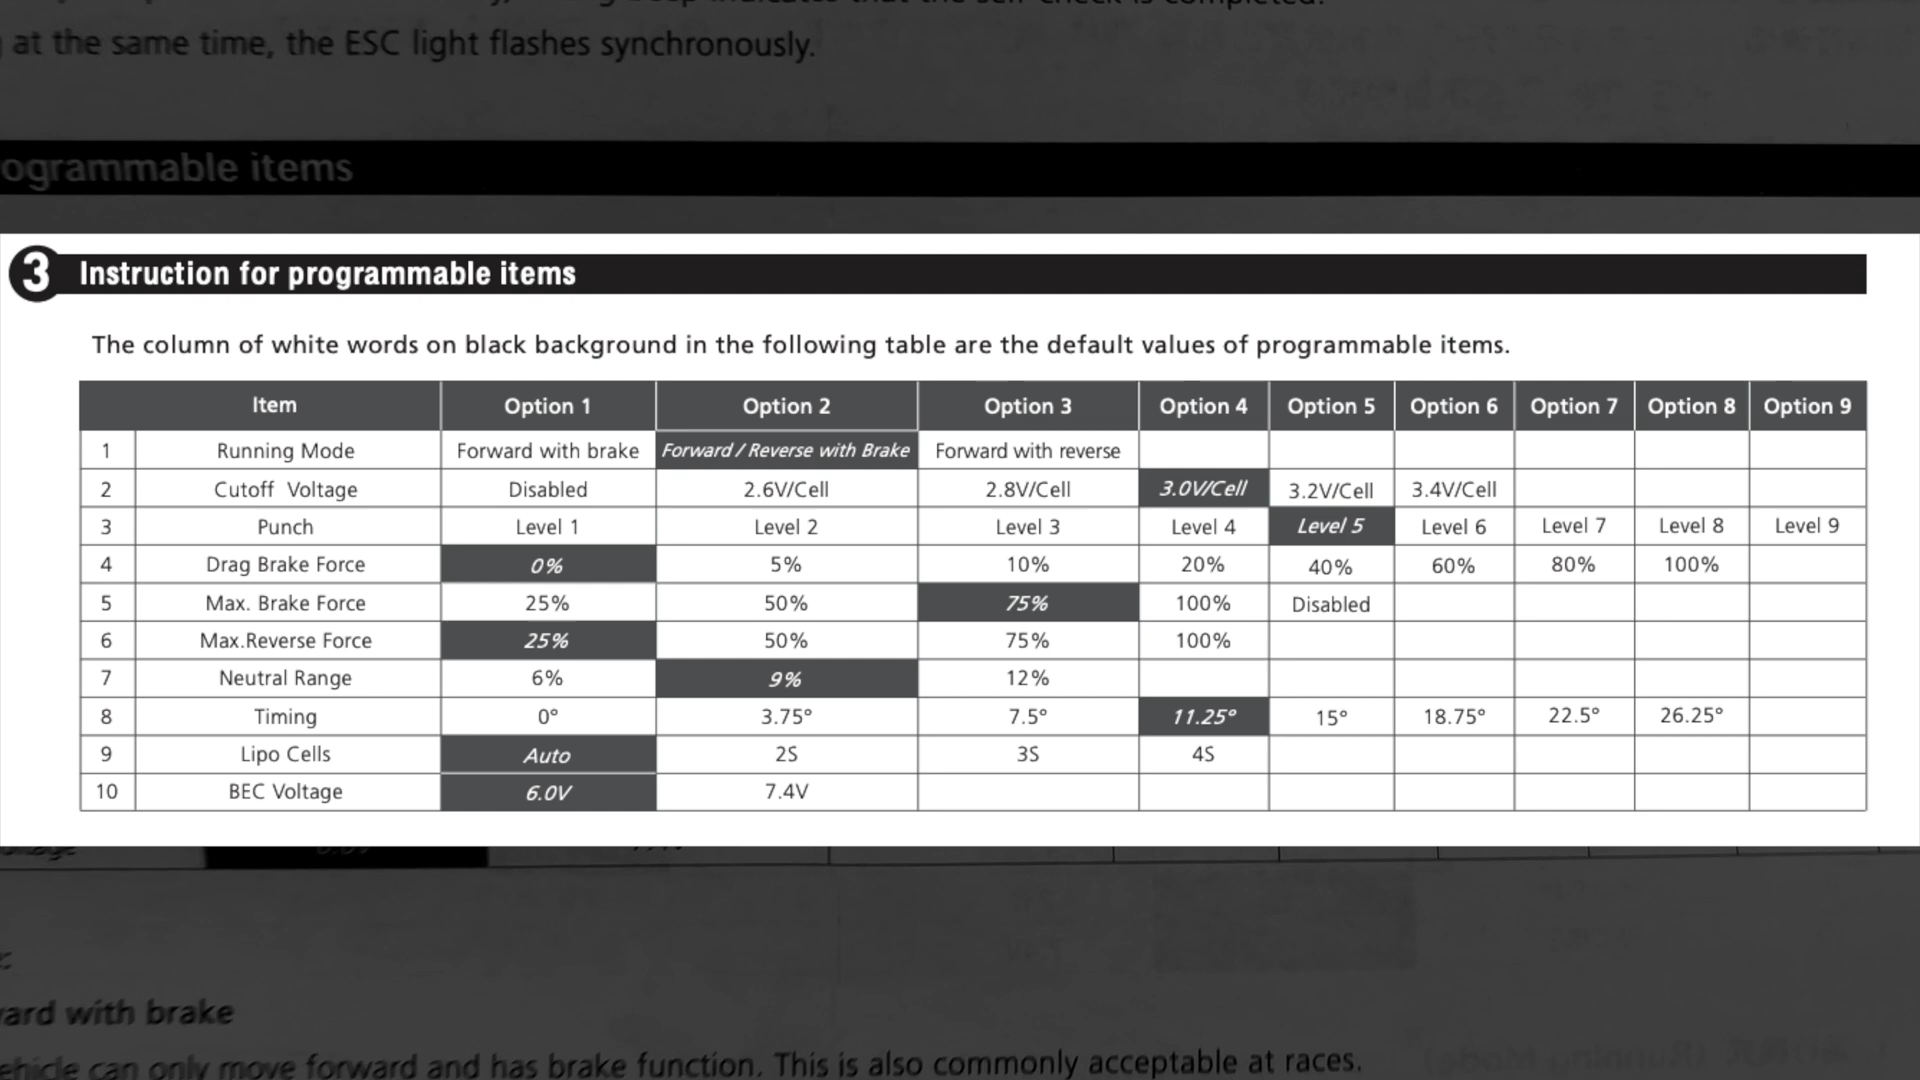 at the same time, the ESC light flashes synchronously.
ogrammable items
3 Instruction for programmable items
The column of white words on black background in the following table are the default values of programmable items.
Item Option 1 Option 2 Option 3 Option 4 Option 5 Option 6 Option 7 Option 8 Option 9
1 Running Mode Forward with brake Forward / Reverse with Brake Forward with reverse
2 Cutoff Voltage Disabled 2.6V/Cell 2.8V/Cell 3.0V/Cell 3.2V/Cell 3.4V/Cell
3 Punch Level 1 Level 2 Level 3 Level 4 Level 5 Level 6 Level 7 Level 8 Level 9
4 Drag Brake Force 0% 5% 10% 20% 40% 60% 80% 100%
5 Max. Brake Force 25% 50% 75% 100% Disabled
6 Max.Reverse Force 25% 50% 75% 100%
7 Neutral Range 6% 9% 12%
8 Timing 0° 3.75° 7.5° 11.25° 15° 18.75° 22.5° 26.25°
9 Lipo Cells Auto 2S 3S 4S
10 BEC Voltage 6.0V 7.4V
ard with brake
ehicle can only move forward and has brake function. This is also commonly acceptable at races.